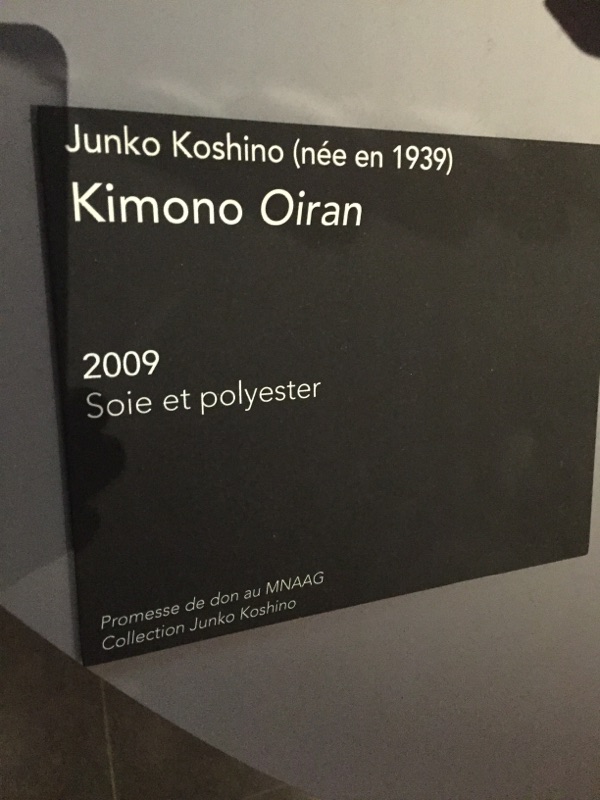 Junko Koshino (née en 1939)
Kimono Oiran
2009
Soie et polyester
Promesse de don au MNAAG
Collection Junko Koshino